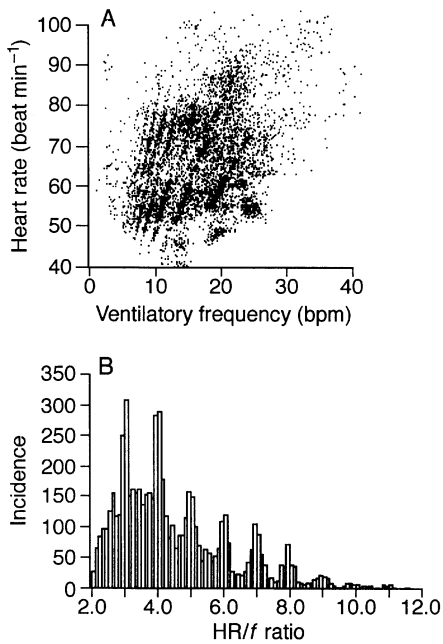 A
100
90
80
70
60
50
40
Heart rate (beat min⁻¹)
0 10 20 30 40
Ventilatory frequency (bpm)
B
350
300
250
200
150
100
50
0
Incidence
2.0 4.0 6.0 8.0 10.0 12.0
HR/f ratio